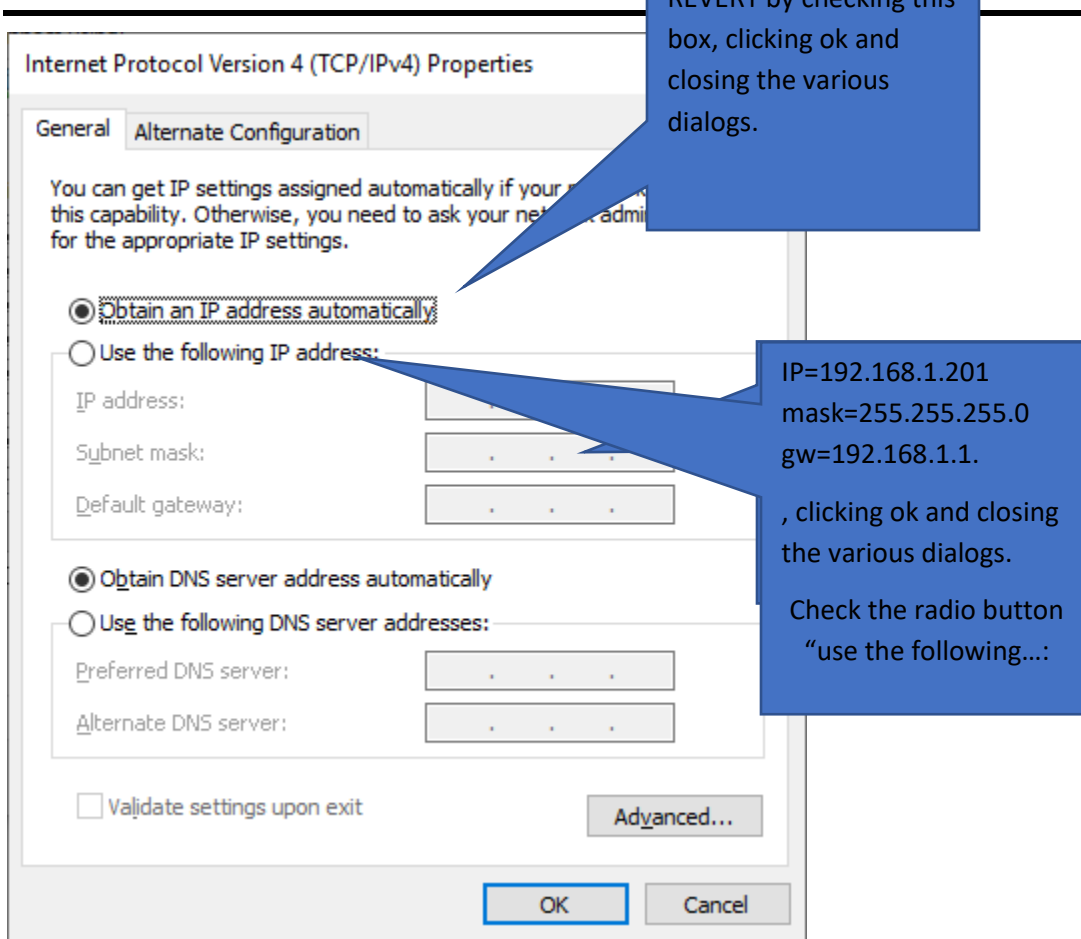 REVERT by checking this
box, clicking ok and
closing the various
dialogs.
Internet Protocol Version 4 (TCP/IPv4) Properties
General
Alternate Configuration
You can get IP settings assigned automatically if your
this capability. Otherwise, you need to ask your
for the appropriate IP settings.
Obtain an IP address automatically
Use the following IP address:
IP address:
Subnet mask:
Default gateway:
IP=192.168.1.201
mask=255.255.255.0
gw=192.168.1.1.
, clicking ok and closing
the various dialogs.
Check the radio button
“use the following…:
Obtain DNS server address automatically
Use the following DNS server addresses:
Preferred DNS server:
Alternate DNS server:
Validate settings upon exit
Advanced...
OK
Cancel